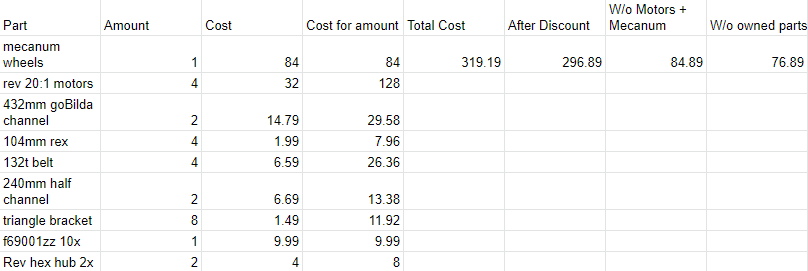 Part Amount Cost Cost for amount Total Cost After Discount W/o Motors + Mecanum W/o owned parts
mecanum wheels 1 84 84 319.19 296.89 84.89 76.89
rev 20:1 motors 4 32 128
432mm goBilda channel 2 14.79 29.58
104mm rex 4 1.99 7.96
132t belt 4 6.59 26.36
240mm half channel 2 6.69 13.38
triangle bracket 8 1.49 11.92
f69001zz 10x 1 9.99 9.99
Rev hex hub 2x 2 4 8